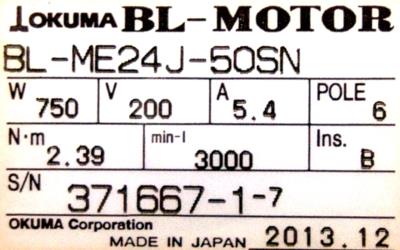 OKUMA BL-MOTOR
BL-ME24J-50SN
W 750 V 200 A 5.4 POLE 6
N·m 2.39 min-1 3000 Ins. B
S/N 371667-1-7
OKUMA Corporation
MADE IN JAPAN 2013.12